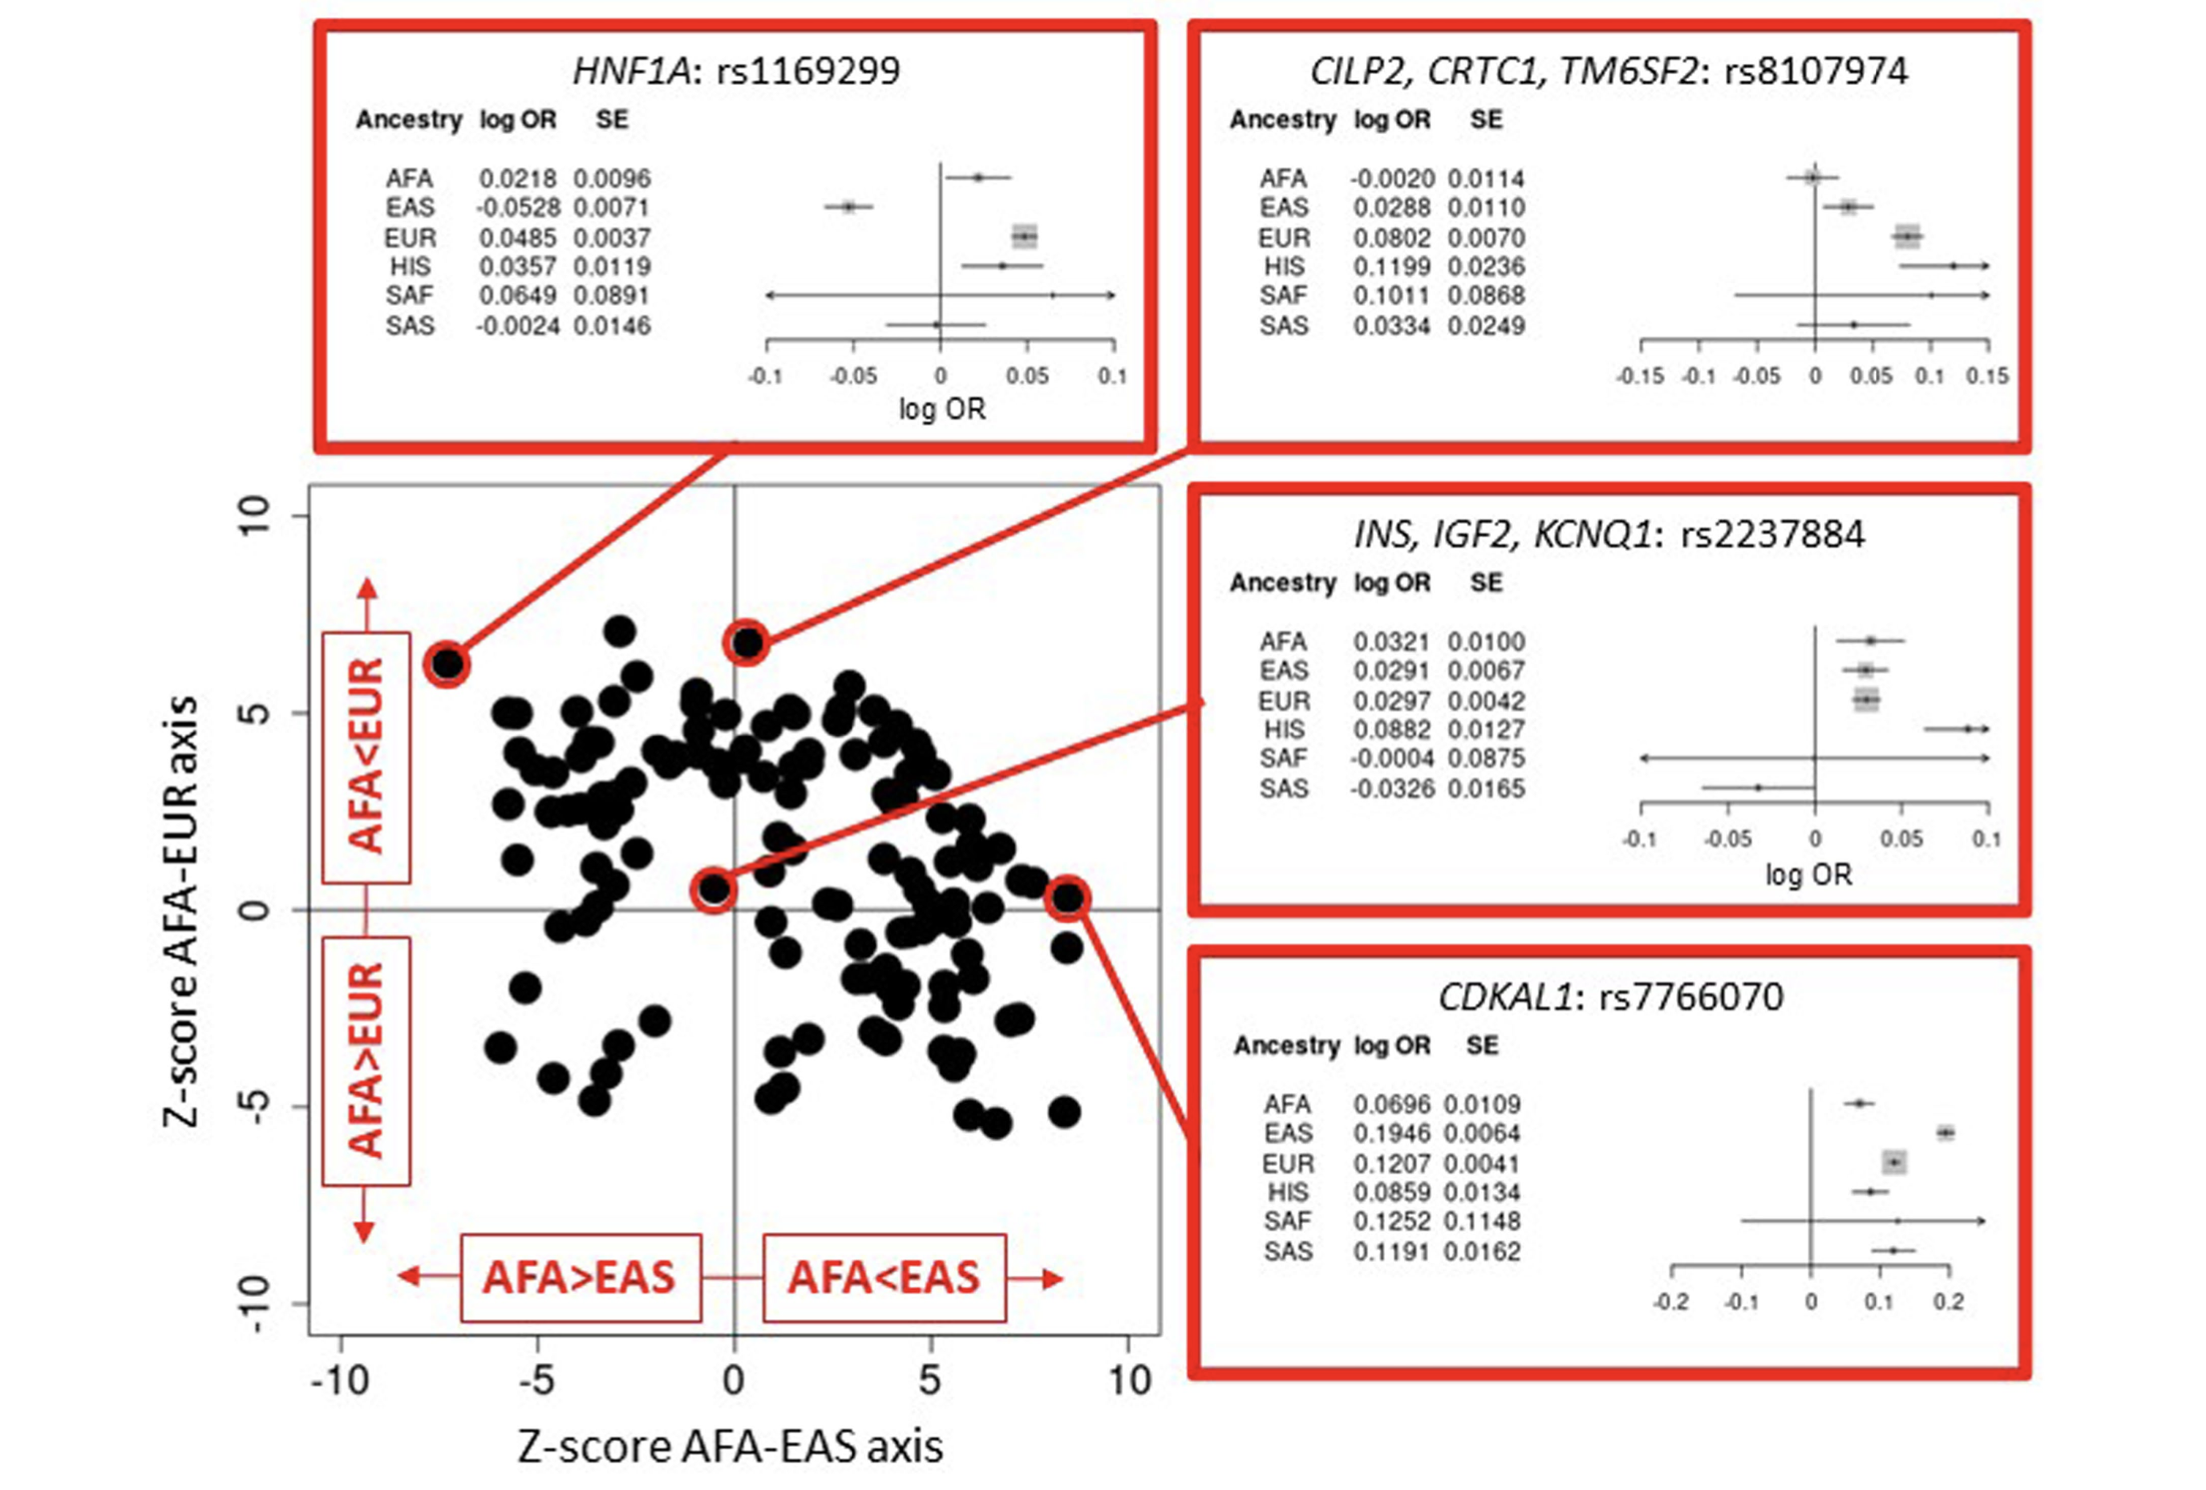 HNF1A: rs1169299
Ancestry log OR SE
AFA 0.0218 0.0096
EAS -0.0528 0.0071
EUR 0.0485 0.0037
HIS 0.0357 0.0119
SAF 0.0649 0.0891
SAS -0.0024 0.0146
-0.1 -0.05 0 0.05 0.1
log OR
CILP2, CRTC1, TM6SF2: rs8107974
Ancestry log OR SE
AFA -0.0020 0.0114
EAS 0.0288 0.0110
EUR 0.0802 0.0070
HIS 0.1199 0.0236
SAF 0.1011 0.0868
SAS 0.0334 0.0249
-0.15 -0.1 -0.05 0 0.05 0.1 0.15
INS, IGF2, KCNQ1: rs2237884
Ancestry log OR SE
AFA 0.0321 0.0100
EAS 0.0291 0.0067
EUR 0.0297 0.0042
HIS 0.0882 0.0127
SAF -0.0004 0.0875
SAS -0.0326 0.0165
-0.1 -0.05 0 0.05 0.1
log OR
CDKAL1: rs7766070
Ancestry log OR SE
AFA 0.0696 0.0109
EAS 0.1946 0.0064
EUR 0.1207 0.0041
HIS 0.0859 0.0134
SAF 0.1252 0.1148
SAS 0.1191 0.0162
-0.2 -0.1 0 0.1 0.2
Z-score AFA-EUR axis
10
5
0
-5
-10
AFA<EUR
AFA>EUR
AFA>EAS
AFA<EAS
-10 -5 0 5 10
Z-score AFA-EAS axis